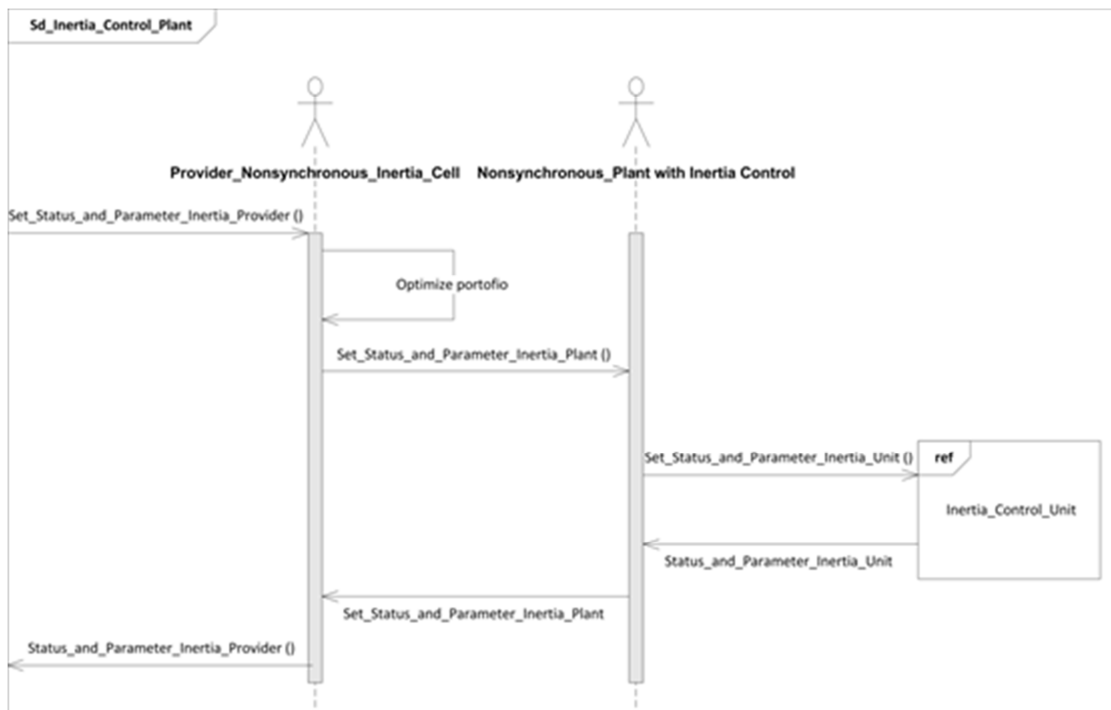 Sd_Inertia_Control_Plant
Provider_Nonsynchronous_Inertia_Cell
Nonsynchronous_Plant with Inertia Control
Set_Status_and_Parameter_Inertia_Provider ()
Optimize portofio
Set_Status_and_Parameter_Inertia_Plant ()
Set_Status_and_Parameter_Inertia_Unit ()
ref
Inertia_Control_Unit
Status_and_Parameter_Inertia_Unit
Set_Status_and_Parameter_Inertia_Plant
Status_and_Parameter_Inertia_Provider ()